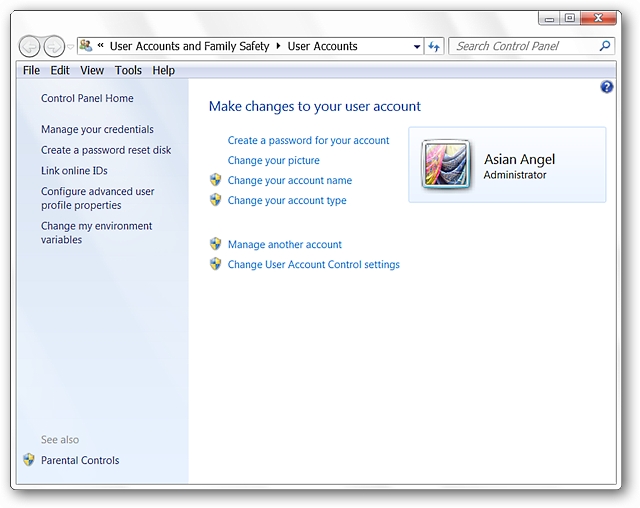 « User Accounts and Family Safety ▸ User Accounts
Search Control Panel
File Edit View Tools Help
Control Panel Home
Manage your credentials
Create a password reset disk
Link online IDs
Configure advanced user
profile properties
Change my environment
variables
See also
Parental Controls
Make changes to your user account
Create a password for your account
Change your picture
Change your account name
Change your account type
Manage another account
Change User Account Control settings
Asian Angel
Administrator